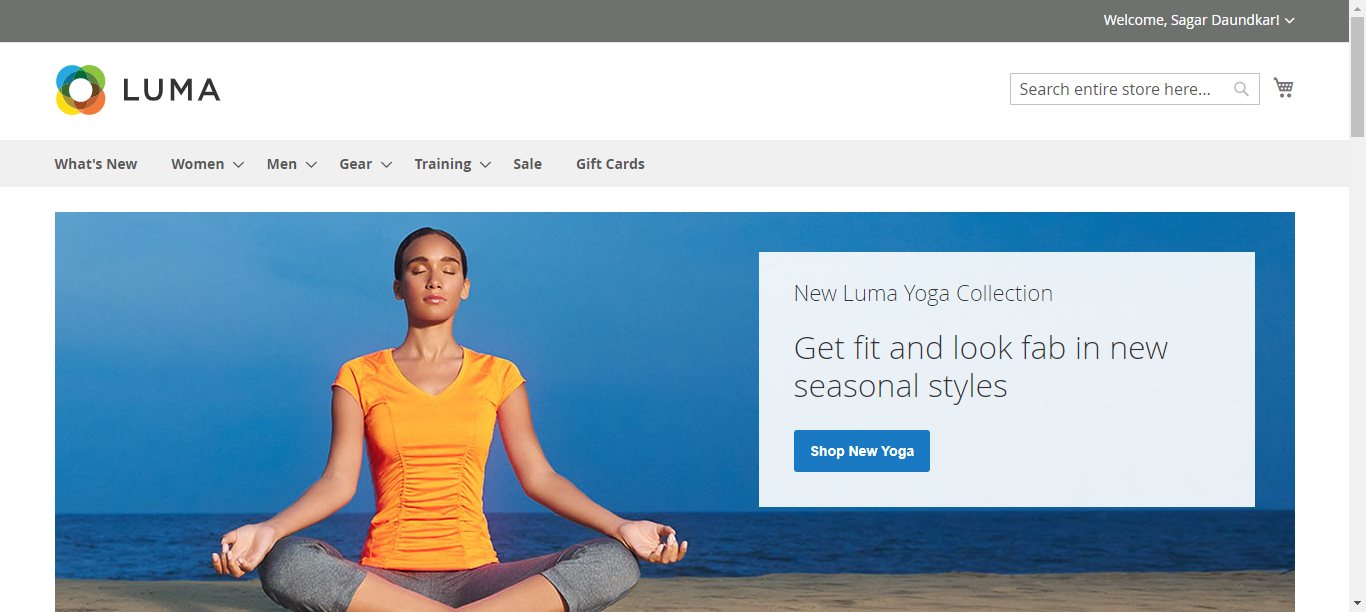 Welcome, Sagar Daundkar!
LUMA
Search entire store here...
What's New Women Men Gear Training Sale Gift Cards
New Luma Yoga Collection
Get fit and look fab in new
seasonal styles
Shop New Yoga